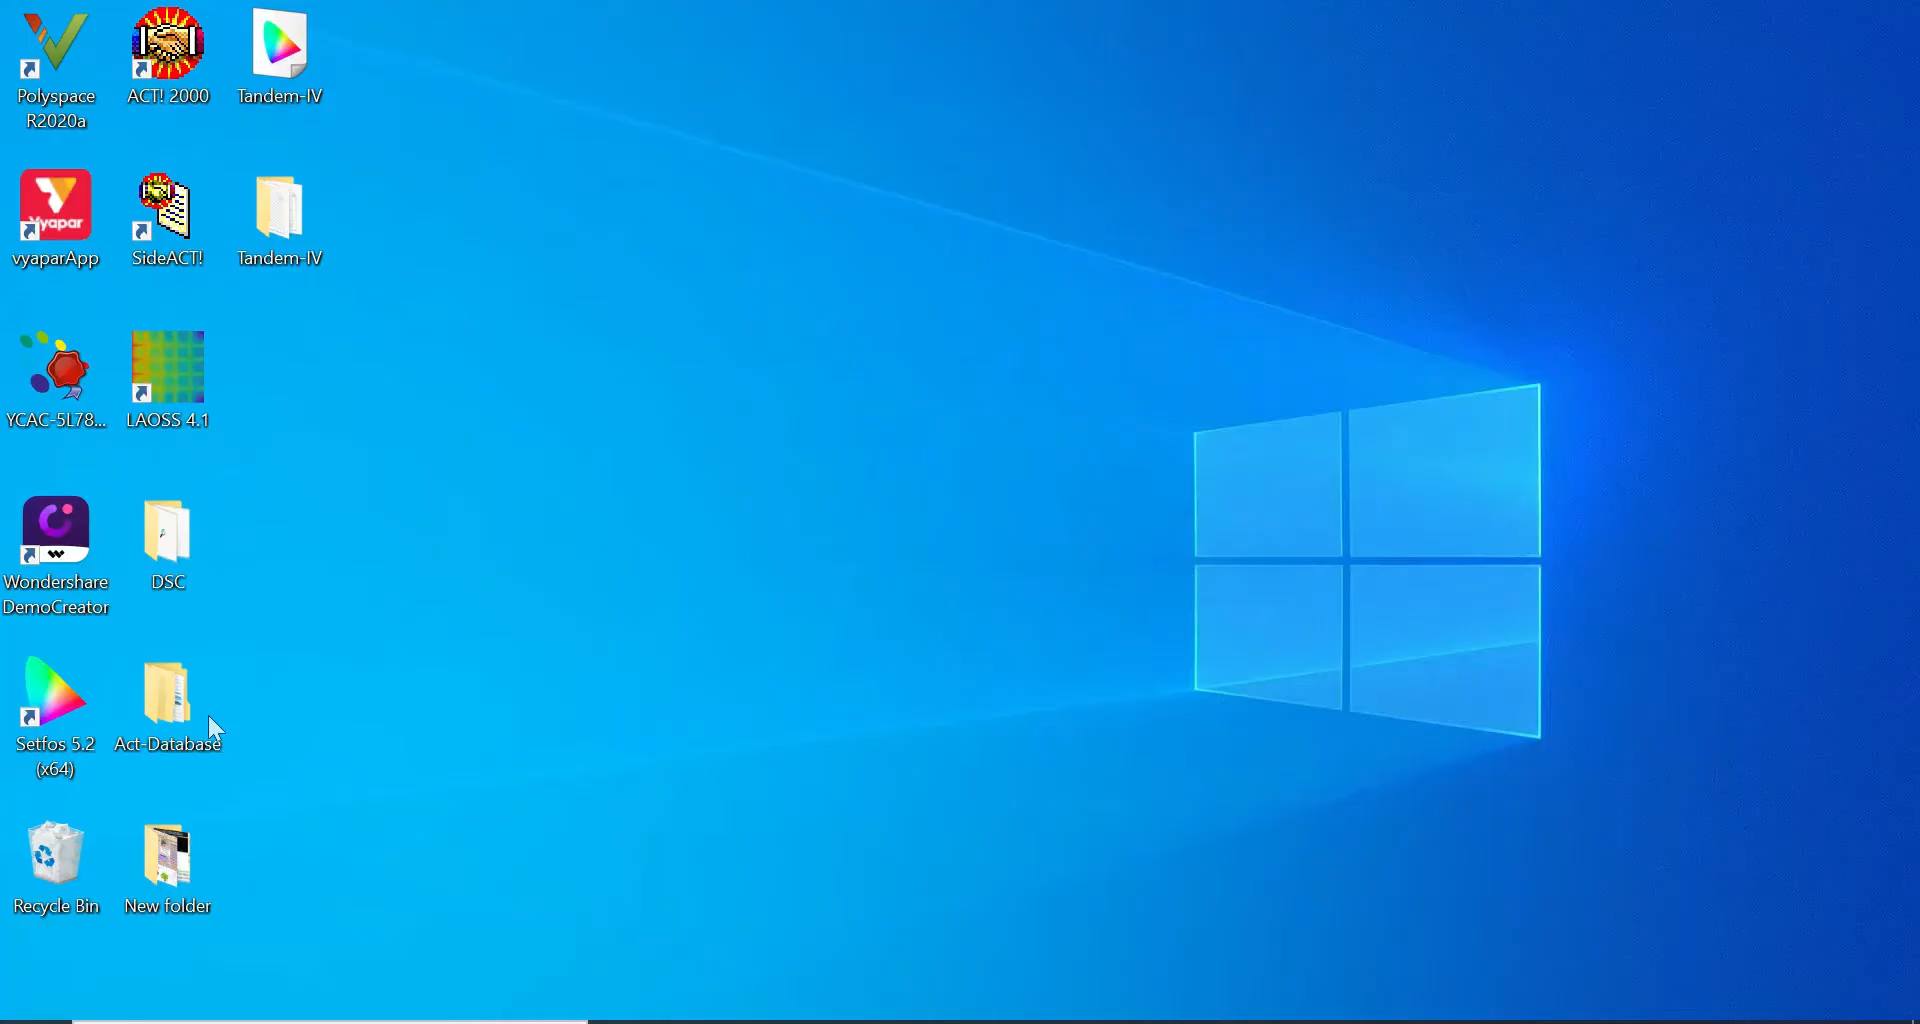 Polyspace
R2020a
ACT! 2000
Tandem-IV
Vyapar
vyaparApp
SideACT!
Tandem-IV
YCAC-5L78...
LAOSS 4.1
Wondershare
DemoCreator
DSC
Setfos 5.2
(x64)
Act-Database
Recycle Bin
New folder